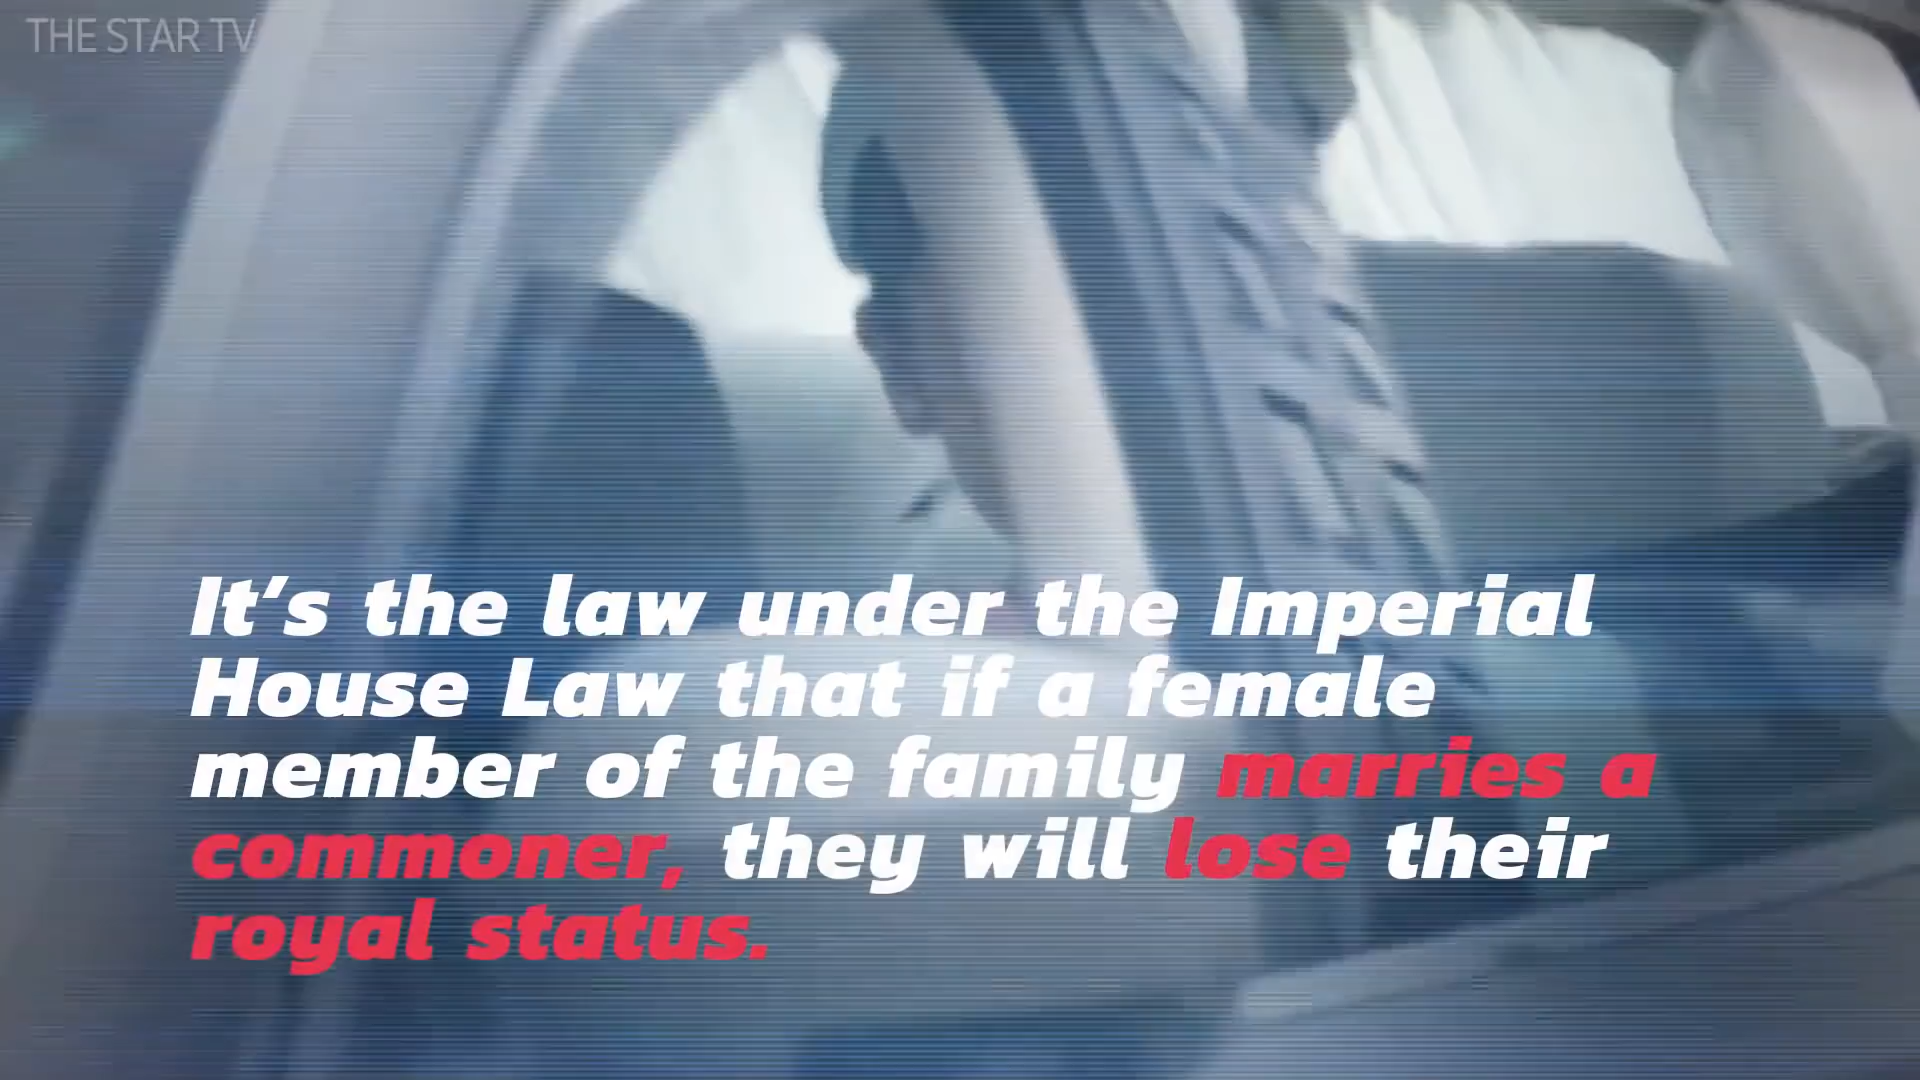 THE STAR TV
It's the law under the Imperial
House Law that if a female
member of the family marries a
commoner, they will lose their
royal status.